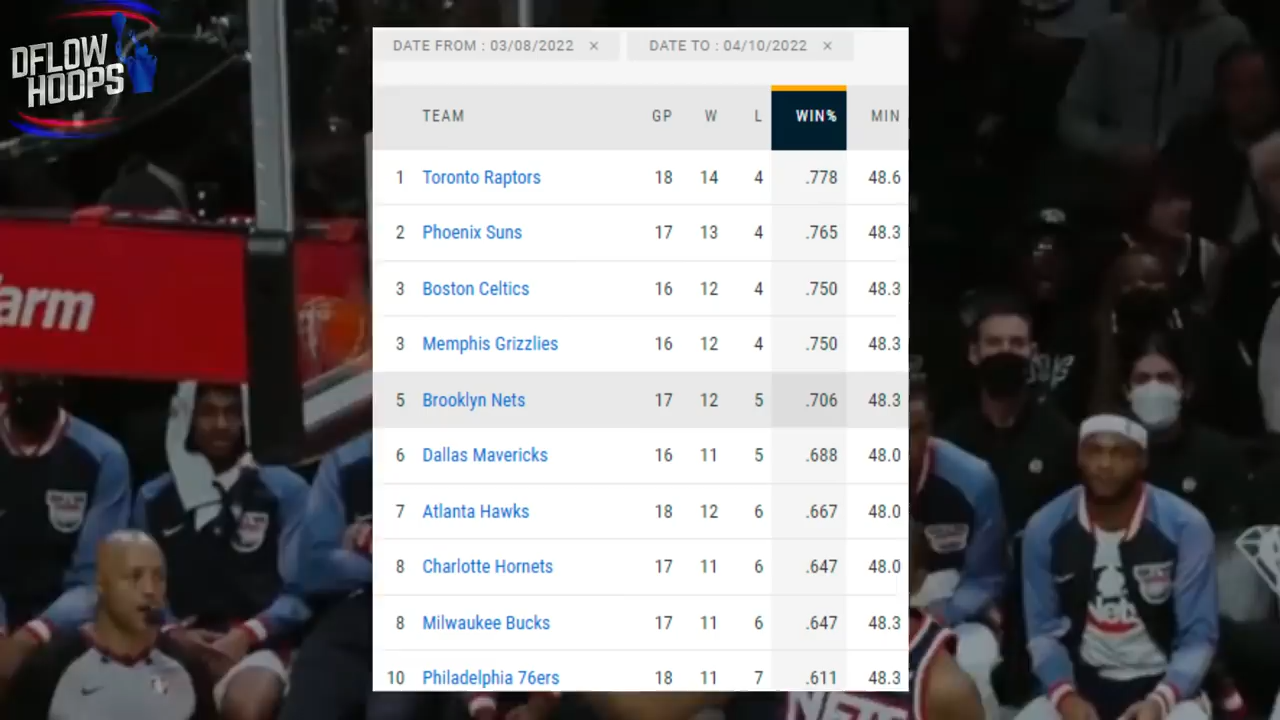 DFLOW
HOOPS
DATE FROM : 03/08/2022 × DATE TO : 04/10/2022 ×
TEAM GP W L WIN% MIN
1 Toronto Raptors 18 14 4 .778 48.6
2 Phoenix Suns 17 13 4 .765 48.3
3 Boston Celtics 16 12 4 .750 48.3
3 Memphis Grizzlies 16 12 4 .750 48.3
5 Brooklyn Nets 17 12 5 .706 48.3
6 Dallas Mavericks 16 11 5 .688 48.0
7 Atlanta Hawks 18 12 6 .667 48.0
8 Charlotte Hornets 17 11 6 .647 48.0
8 Milwaukee Bucks 17 11 6 .647 48.3
10 Philadelphia 76ers 18 11 7 .611 48.3
arm
Nets
NETS